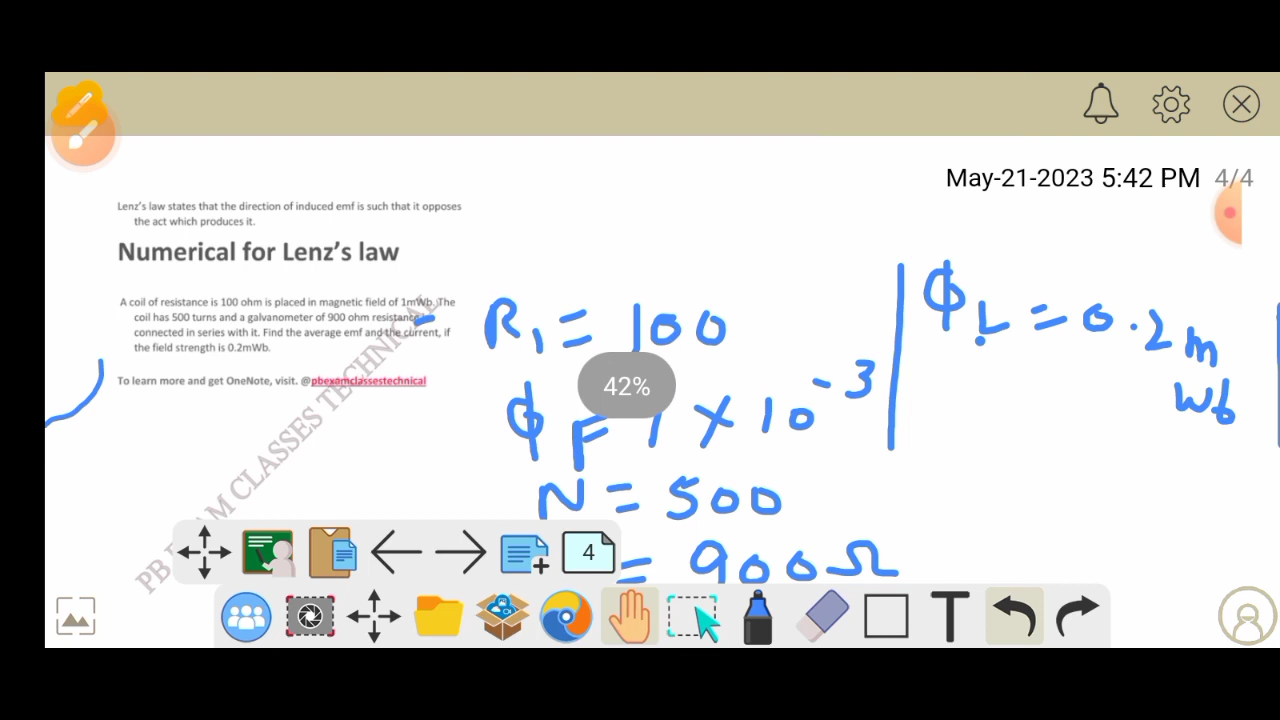 May-21-2023 5:42 PM 4/4
Lenz's law states that the direction of induced emf is such that it opposes
the act which produces it.
Numerical for Lenz's law
A coil of resistance is 100 ohm is placed in magnetic field of 1mWb. The
coil has 500 turns and a galvanometer of 900 ohm resistance is
connected in series with it. Find the average emf and the current, if
the field strength is 0.2mWb.
To learn more and get OneNote, visit. @pbexamclassestechnical
R1 = 100
ϕ = 1 × 10⁻³
N = 500
= 900Ω
ϕL = 0.2m
Wb
42%
4
T